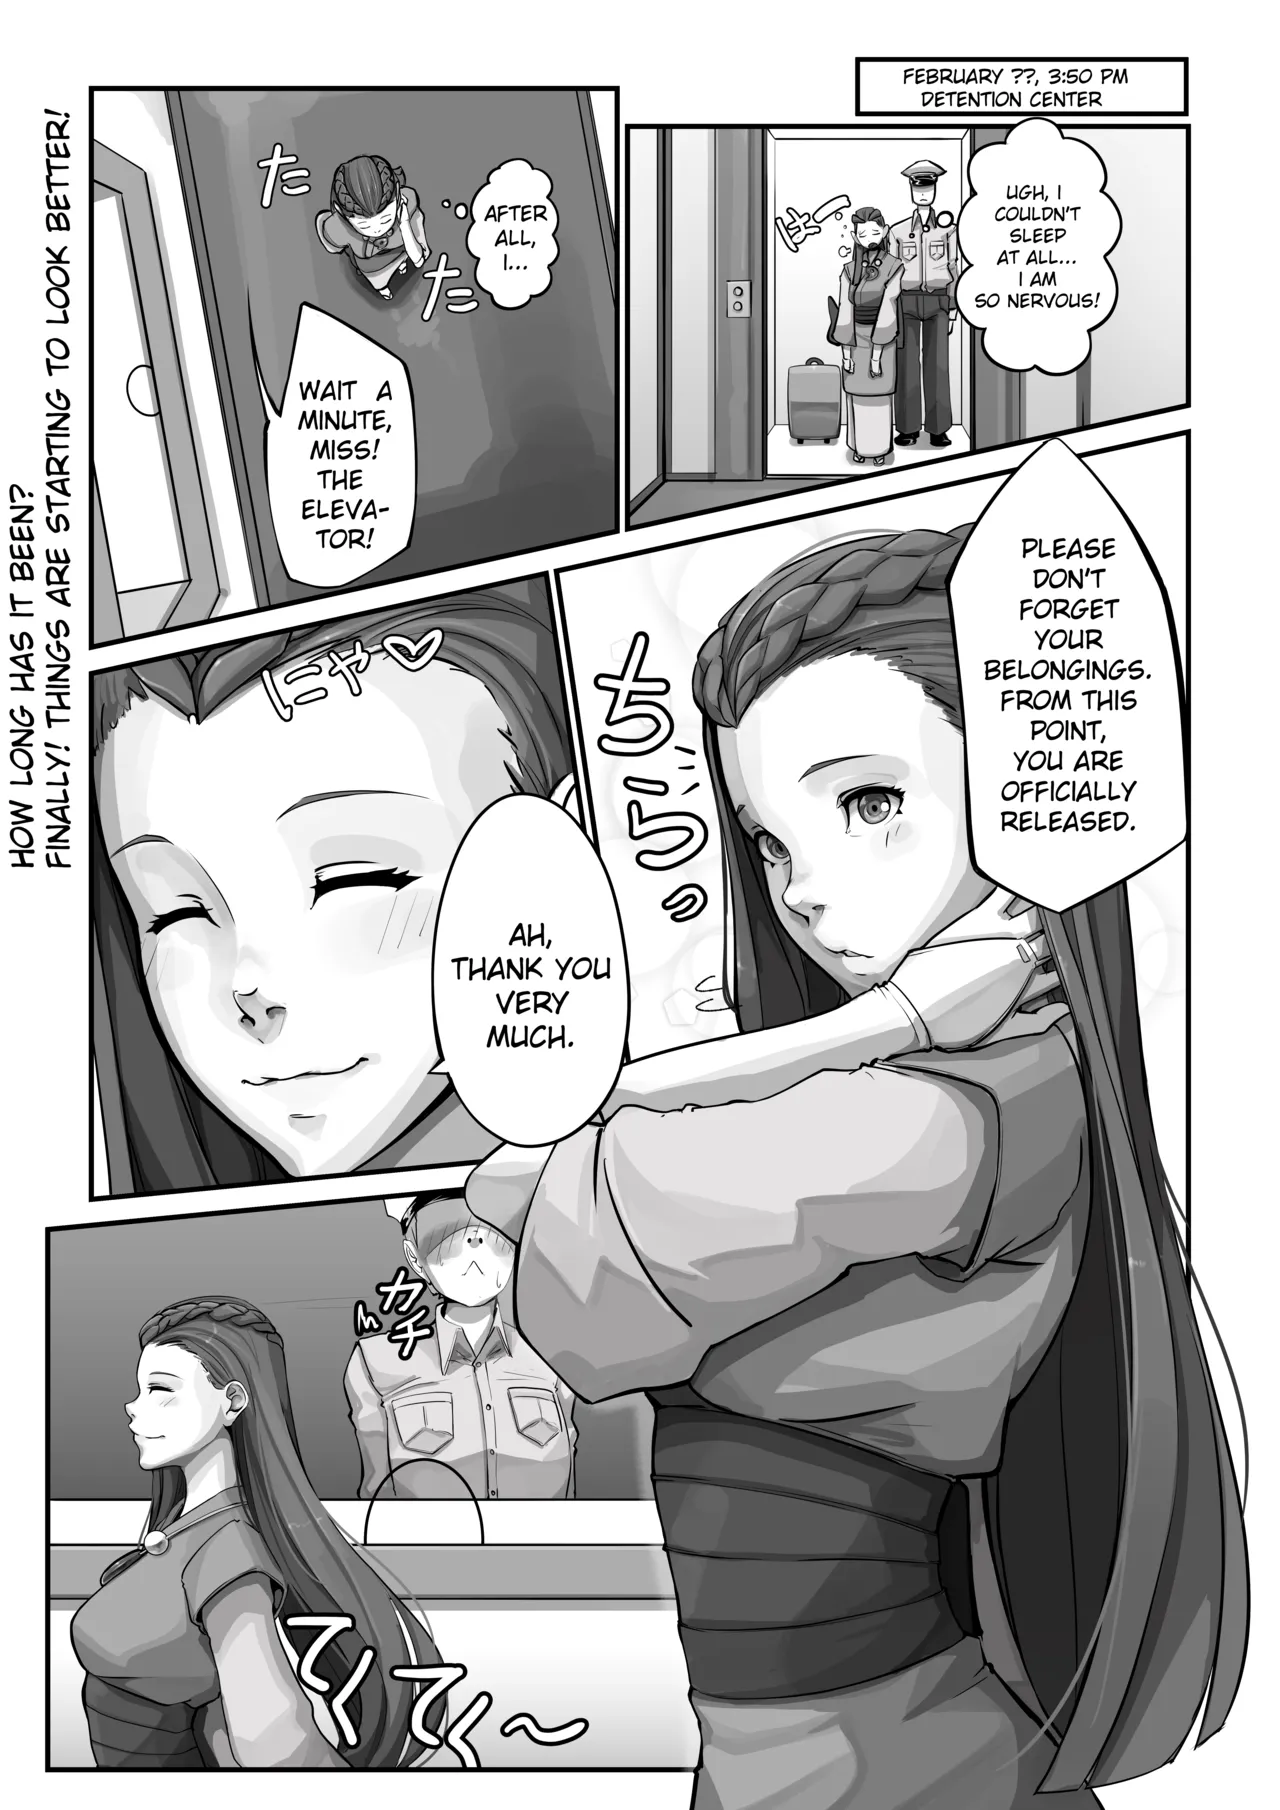 FEBRUARY ??, 3:50 PM
DETENTION CENTER
UGH, I
COULDN'T
SLEEP
AT ALL...
I AM
SO NERVOUS!
はー
AFTER
ALL,
I...
た
た
WAIT A
MINUTE,
MISS!
THE
ELEVA-
TOR!
HOW LONG HAS IT BEEN?
FINALLY! THINGS ARE STARTING TO LOOK BETTER!
PLEASE
DON'T
FORGET
YOUR
BELONGINGS.
FROM THIS
POINT,
YOU ARE
OFFICIALLY
RELEASED.
ちらっ
にゃ♡
AH,
THANK YOU
VERY
MUCH.
カチ
てくてく~